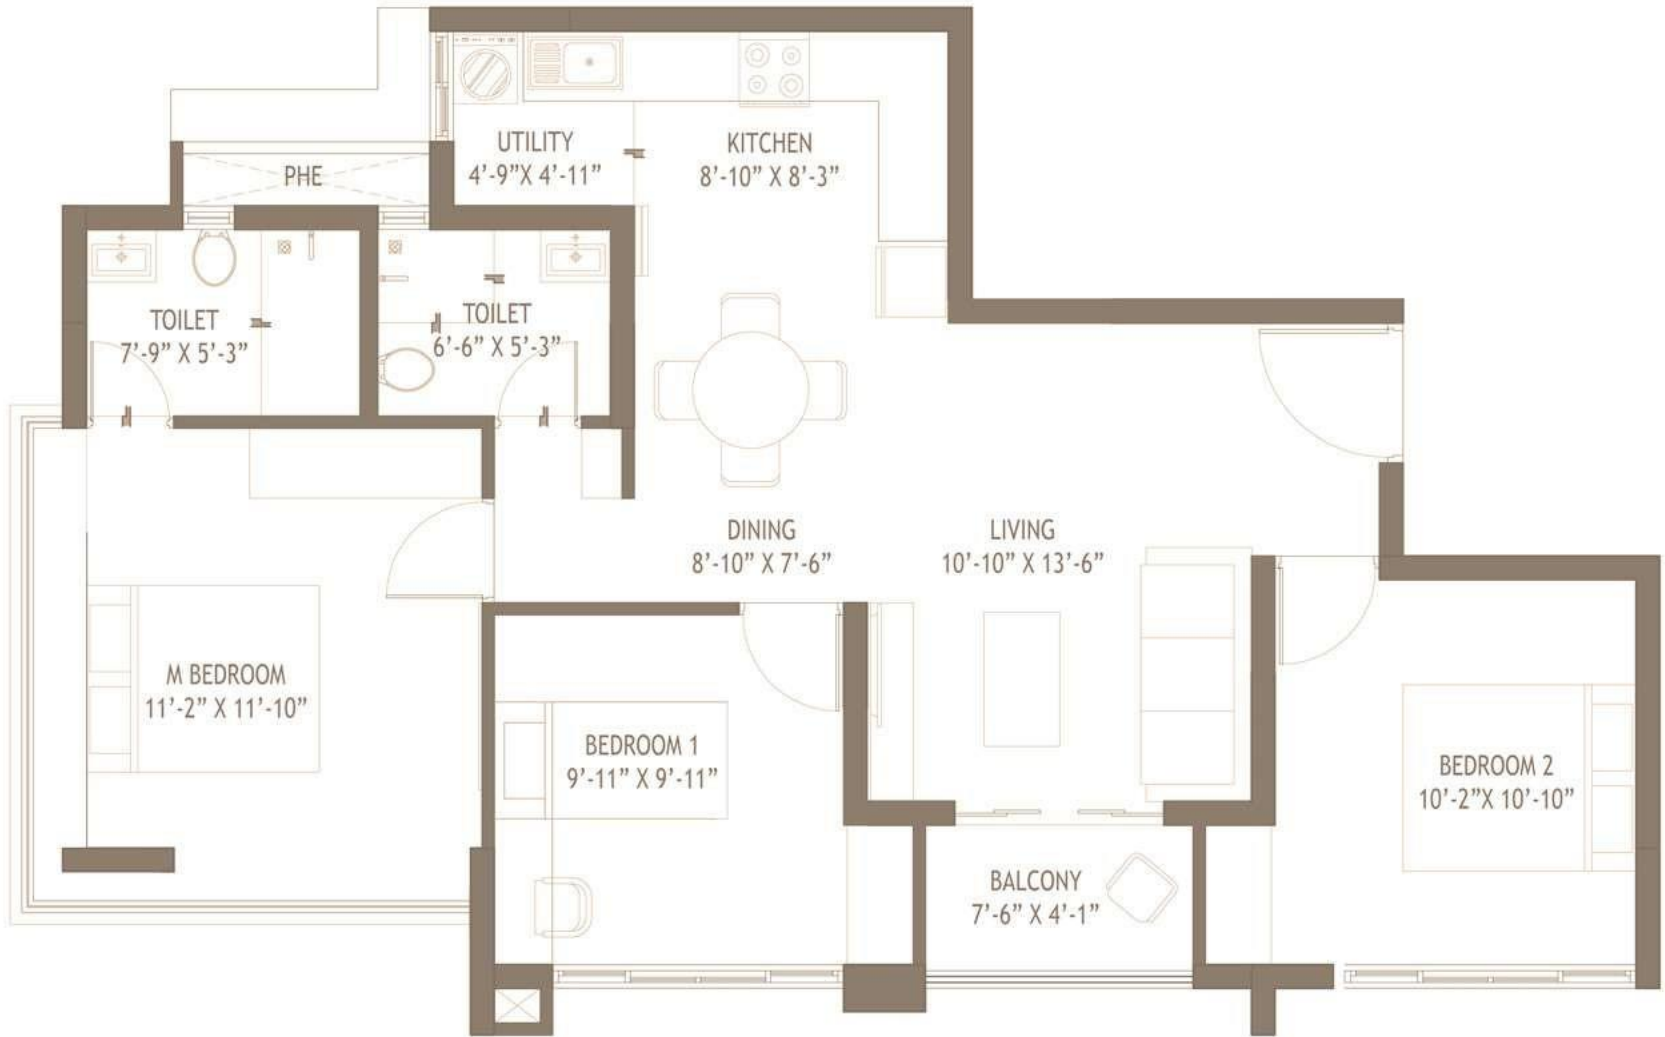 UTILITY
4'-9”X 4'-11”
KITCHEN
8'-10” X 8'-3”
PHE
TOILET
7'-9” X 5'-3”
TOILET
6'-6” X 5'-3”
DINING
8'-10” X 7'-6”
LIVING
10'-10” X 13'-6”
M BEDROOM
11'-2” X 11'-10”
BEDROOM 1
9'-11” X 9'-11”
BEDROOM 2
10'-2”X 10'-10”
BALCONY
7'-6” X 4'-1”